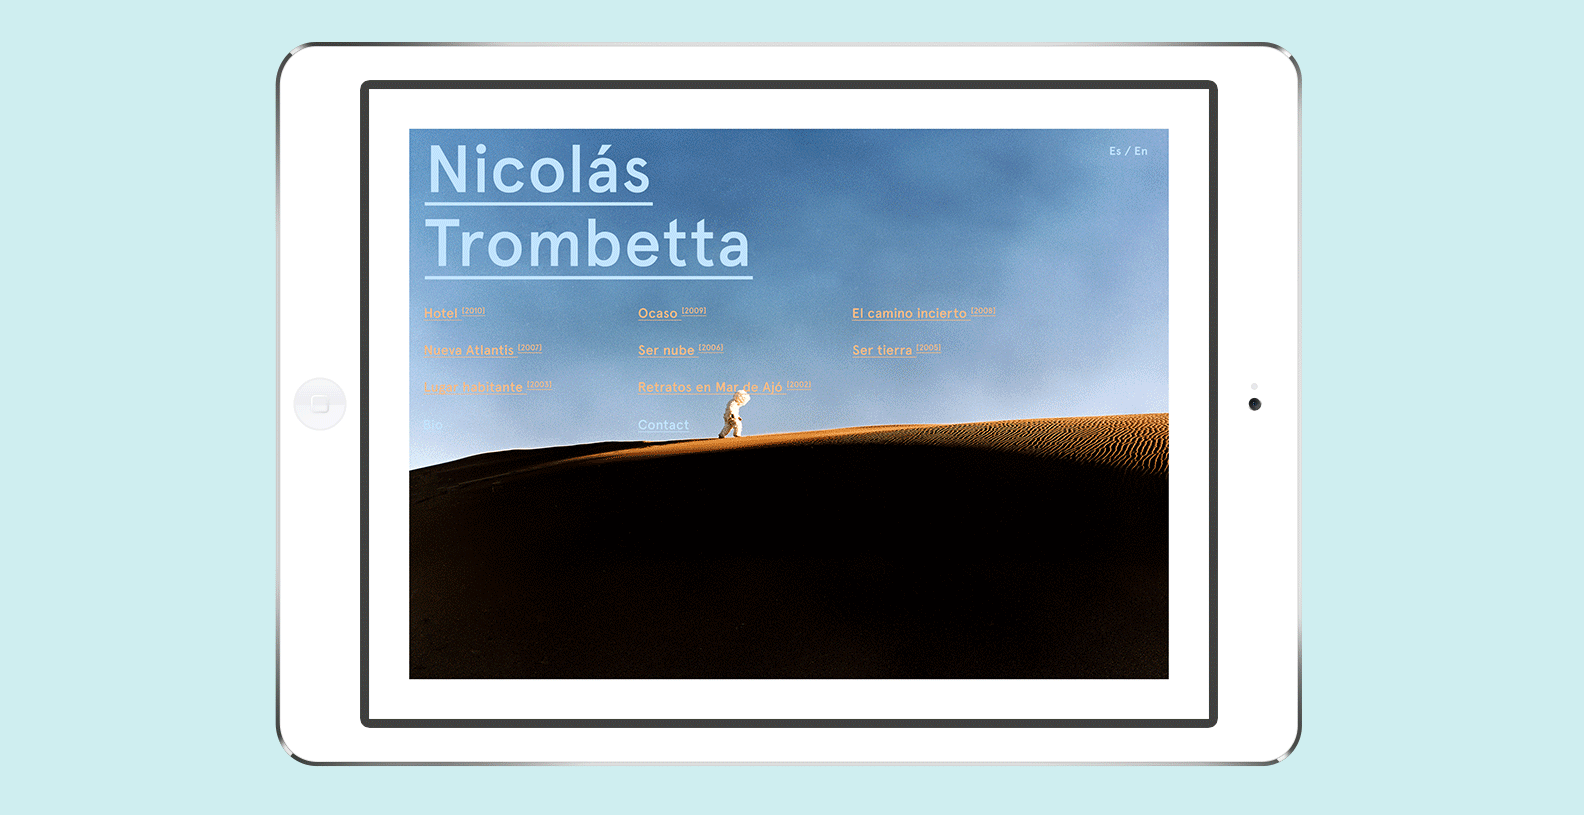 Nicolás
Trombetta
Es / En
Hotel [2010] Ocaso [2009] El camino incierto [2008]
Nueva Atlantis [2007] Ser nube [2006] Ser tierra [2005]
Lugar habitante [2003] Retratos en Mar de Ajó [2002]
Bio Contact